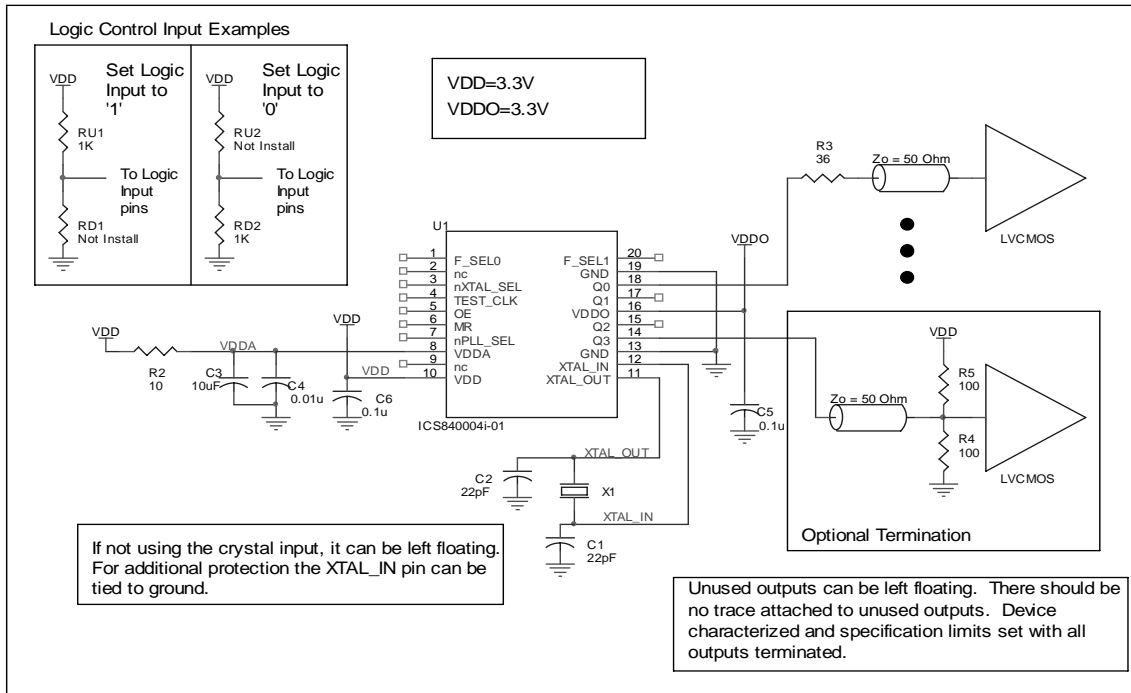 Logic Control Input Examples
VDD
Set Logic
Input to
'1'
RU1
1K
To Logic
Input
pins
RD1
Not Install
VDD
Set Logic
Input to
'0'
RU2
Not Install
To Logic
Input
pins
RD2
1K
VDD=3.3V
VDDO=3.3V
R3
36
Zo = 50 Ohm
LVCMOS
U1
1
F_SEL0
2
nc
3
nXTAL_SEL
4
TEST_CLK
5
OE
6
MR
7
nPLL_SEL
8
VDDA
9
nc
10
VDD
20
F_SEL1
19
GND
18
Q0
17
Q1
16
VDDO
15
Q2
14
Q3
13
GND
12
XTAL_IN
11
XTAL_OUT
ICS840004i-01
VDD
R2
10
VDDA
C3
10uF
C4
0.01u
VDD
VDD
C6
0.1u
VDDO
C5
0.1u
XTAL_OUT
C2
22pF
X1
XTAL_IN
C1
22pF
VDD
R5
100
Zo = 50 Ohm
R4
100
LVCMOS
Optional Termination
If not using the crystal input, it can be left floating.
For additional protection the XTAL_IN pin can be
tied to ground.
Unused outputs can be left floating. There should be
no trace attached to unused outputs. Device
characterized and specification limits set with all
outputs terminated.